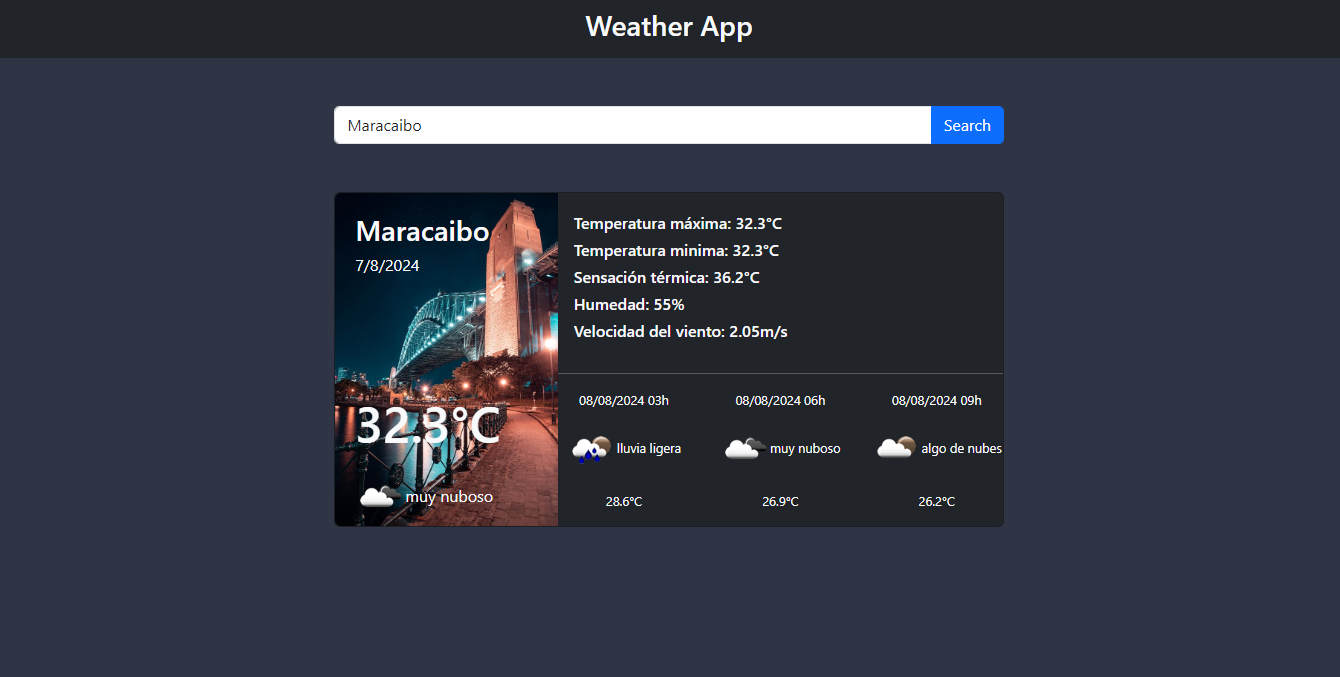 Weather App
Maracaibo
Search
Maracaibo
7/8/2024
32.3°C
muy nuboso
Temperatura máxima: 32.3°C
Temperatura minima: 32.3°C
Sensación térmica: 36.2°C
Humedad: 55%
Velocidad del viento: 2.05m/s
08/08/2024 03h
lluvia ligera
28.6°C
08/08/2024 06h
muy nuboso
26.9°C
08/08/2024 09h
algo de nubes
26.2°C